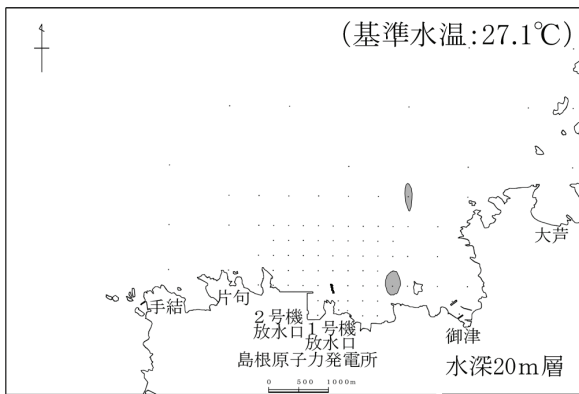 (基準水温:27.1℃)
大芦
手結
片句
2号機
放水口
1号機
放水口
御津
島根原子力発電所
水深20m層
0 500 1000m